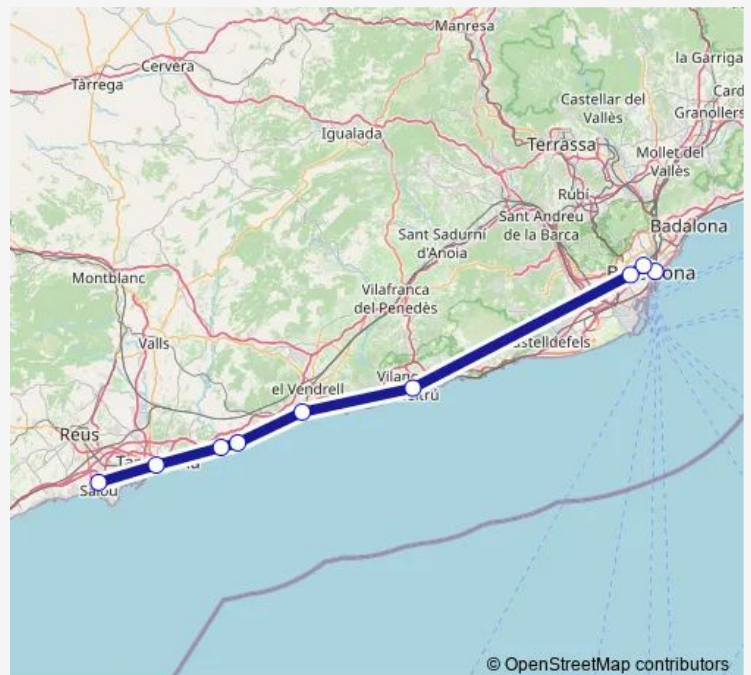 Manresa
la Garriga
Cervera
Tàrrega
Card
Castellar del
Vallès
Granollers
Igualada
Terrassa
Mollet del
Vallès
Rubí
Sant Andreu
de la Barca
Sant Sadurní
d'Anoia
Badalona
Montblanc
Vilafranca
del Penedès
Valls
el Vendrell
Reus
Salou
© OpenStreetMap contributors